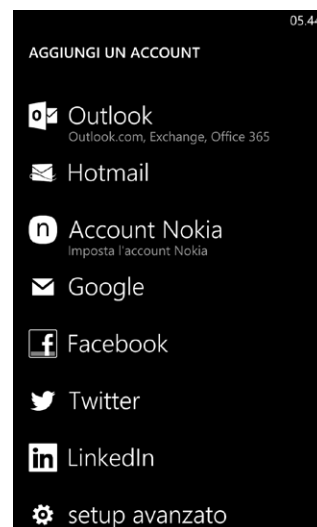 05.44
AGGIUNGI UN ACCOUNT
Outlook
Outlook.com, Exchange, Office 365
Hotmail
Account Nokia
Imposta l'account Nokia
Google
Facebook
Twitter
LinkedIn
setup avanzato